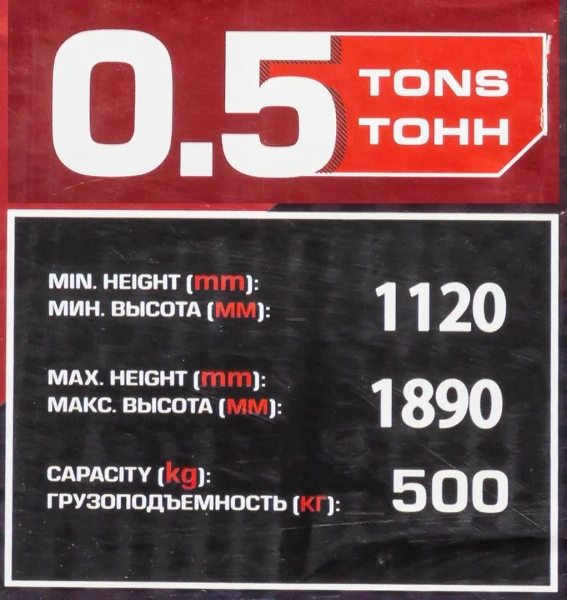 0.5 TONS
ТОНН
MIN. HEIGHT (mm):
МИН. ВЫСОТА (ММ):
1120
MAX. HEIGHT (mm):
МАКС. ВЫСОТА (ММ):
1890
CAPACITY (kg):
ГРУЗОПОДЪЕМНОСТЬ (КГ):
500